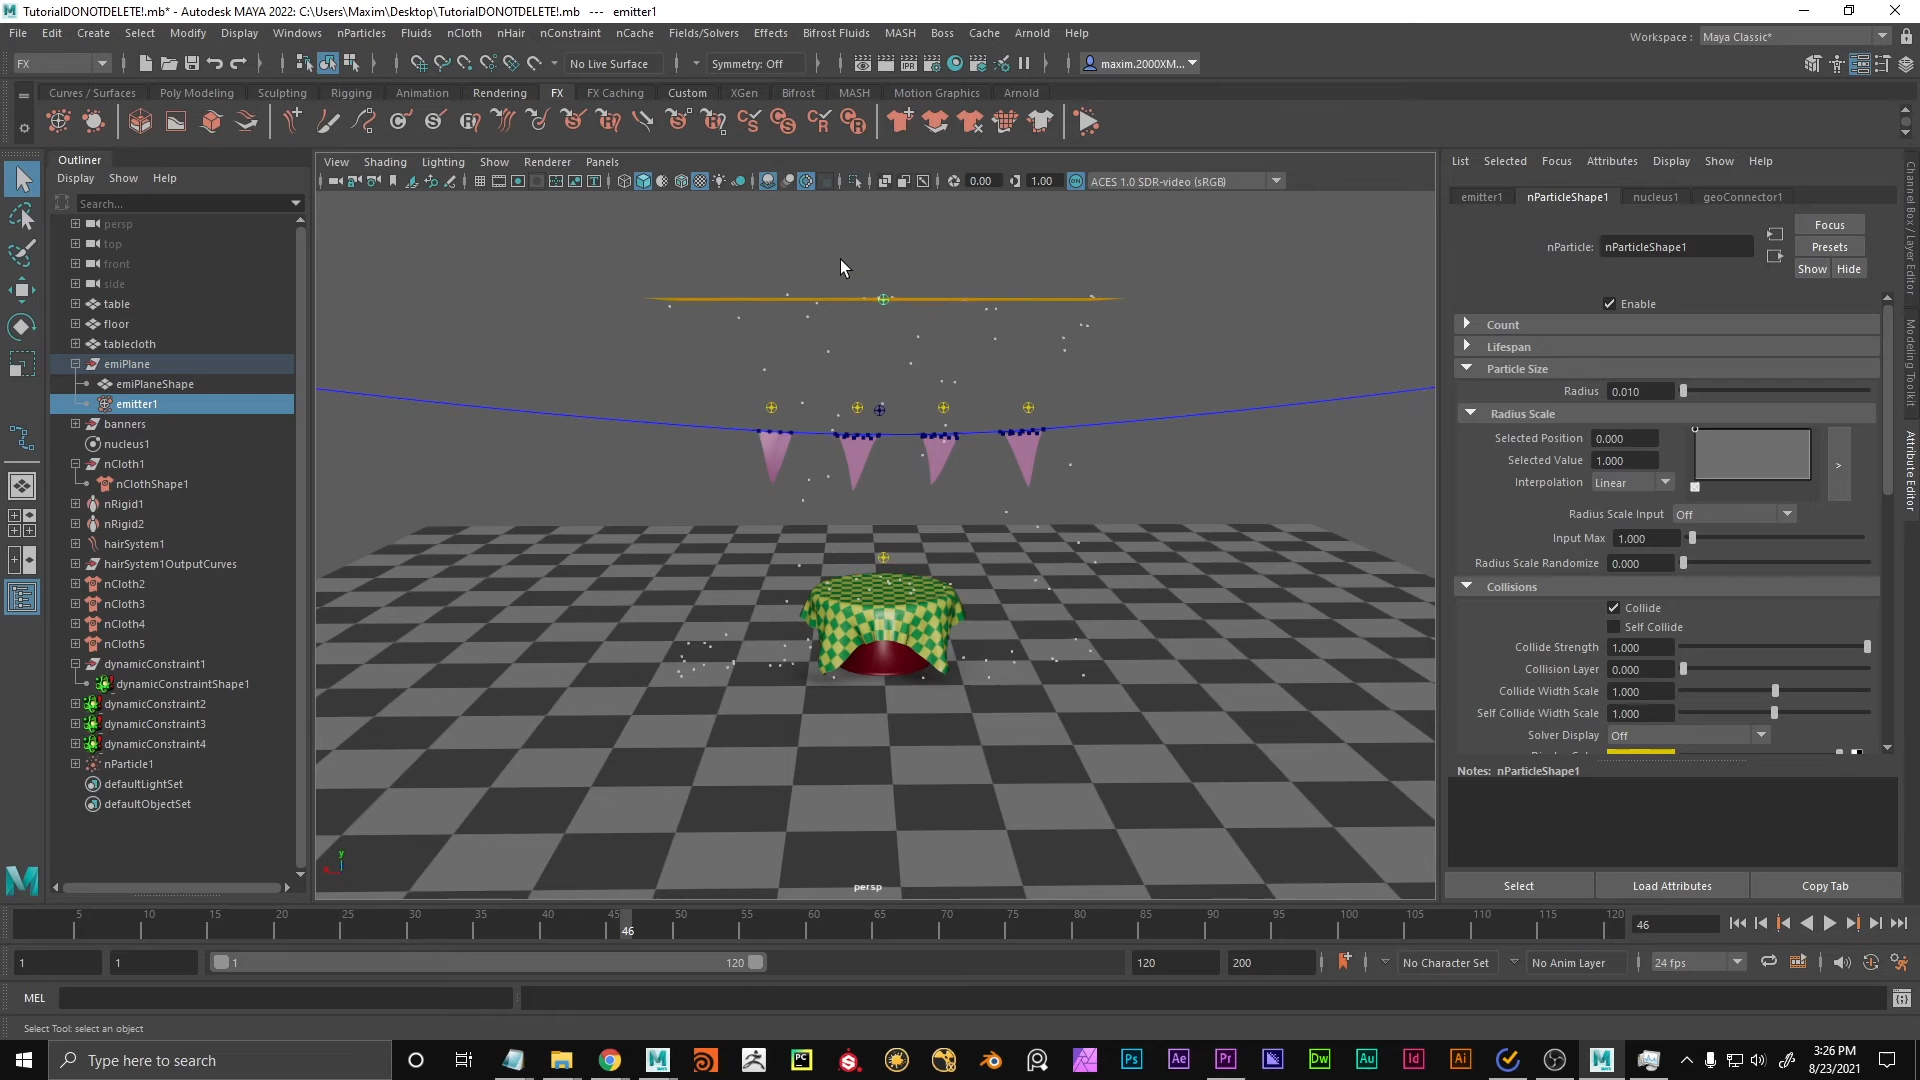 TutorialDONOTDELETE!.mb* - Autodesk MAYA 2022: C:\Users\Maxim\Desktop\TutorialDONOTDELETE!.mb   ---   emitter1
File Edit Create Select Modify Display Windows nParticles Fluids nCloth nHair nConstraint nCache Fields/Solvers Effects Bifrost Fluids MASH Boss Cache Arnold Help Workspace : Maya Classic*
FX No Live Surface Symmetry: Off maxim.2000XM...
Curves / Surfaces Poly Modeling Sculpting Rigging Animation Rendering FX FX Caching Custom XGen Bifrost MASH Motion Graphics Arnold
Outliner
Display Show Help
Search...
persp
top
front
side
table
floor
tablecloth
emiPlane
emiPlaneShape
emitter1
banners
nucleus1
nCloth1
nClothShape1
nRigid1
nRigid2
hairSystem1
hairSystem1OutputCurves
nCloth2
nCloth3
nCloth4
nCloth5
dynamicConstraint1
dynamicConstraintShape1
dynamicConstraint2
dynamicConstraint3
dynamicConstraint4
nParticle1
defaultLightSet
defaultObjectSet
View Shading Lighting Show Renderer Panels
0.00 1.00 ON ACES 1.0 SDR-video (sRGB)
y
persp
List Selected Focus Attributes Display Show Help
emitter1 nParticleShape1 nucleus1 geoConnector1
nParticle: nParticleShape1
Focus
Presets
Show Hide
Enable
Count
Lifespan
Particle Size
Radius 0.010
Radius Scale
Selected Position 0.000
Selected Value 1.000
Interpolation Linear
>
Radius Scale Input Off
Input Max 1.000
Radius Scale Randomize 0.000
Collisions
Collide
Self Collide
Collide Strength 1.000
Collision Layer 0.000
Collide Width Scale 1.000
Self Collide Width Scale 1.000
Solver Display Off
Notes: nParticleShape1
Select Load Attributes Copy Tab
Channel Box / Layer Editor
Modeling Toolkit
Attribute Editor
5 10 15 20 25 30 35 40 45 50 55 60 65 70 75 80 85 90 95 100 105 110 115 120
46
46
1 1 1 120 120 200 No Character Set No Anim Layer 24 fps
MEL
Select Tool: select an object
Type here to search
PC Ps Ae Pr Dw Au Id Ai
3:26 PM
8/23/2021